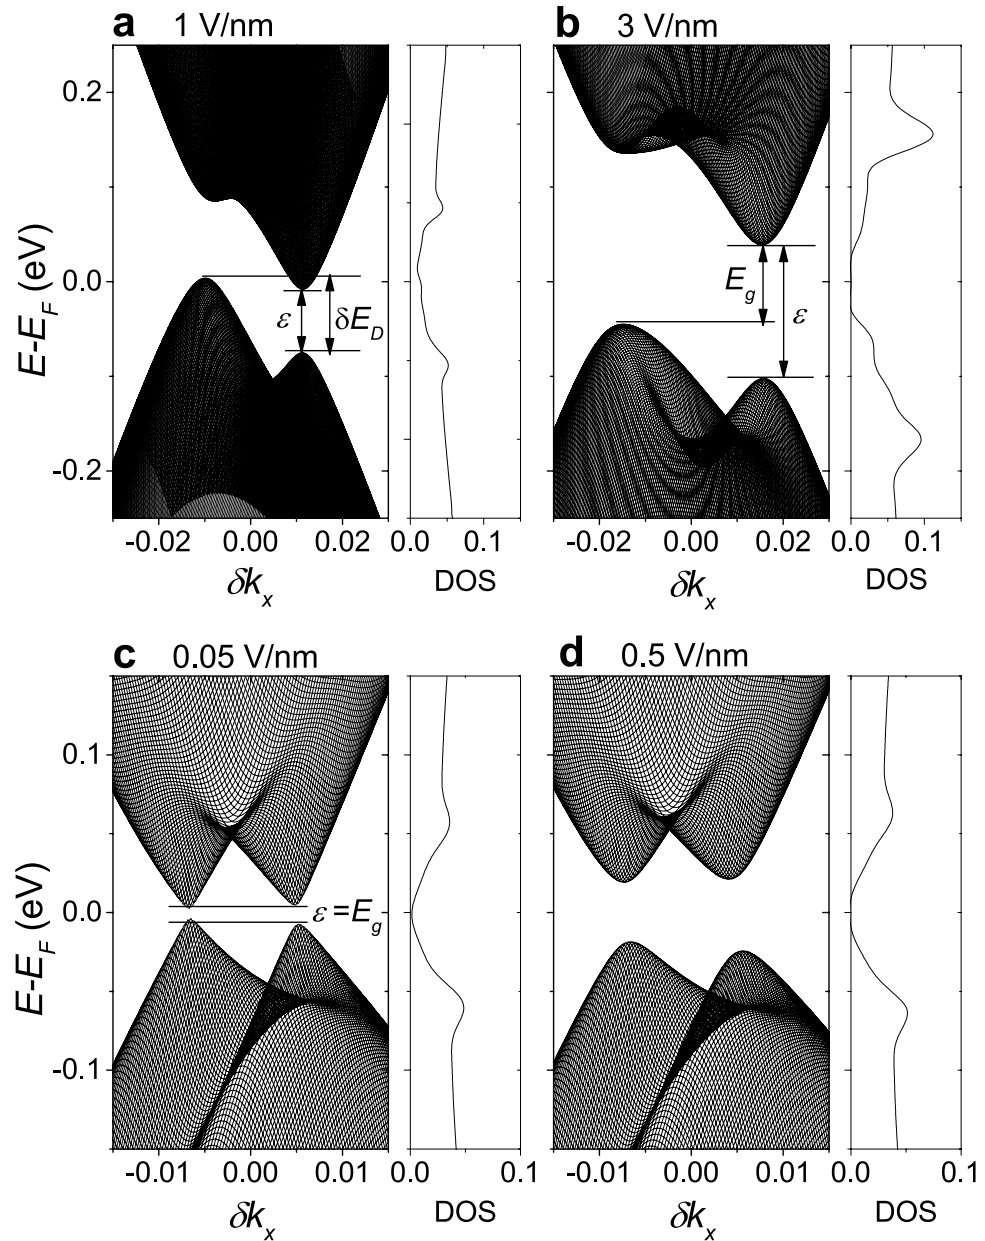 a 1 V/nm
b 3 V/nm
E-E_F (eV)
0.2
0.0
-0.2
ε
δE_D
E_g
ε
-0.02 0.00 0.02
0.0 0.1
-0.02 0.00 0.02
0.0 0.1
δk_x
DOS
δk_x
DOS
c 0.05 V/nm
d 0.5 V/nm
E-E_F (eV)
0.1
0.0
-0.1
ε =E_g
-0.01 0.00 0.01
0.0 0.1
-0.01 0.00 0.01
0.0 0.1
δk_x
DOS
δk_x
DOS